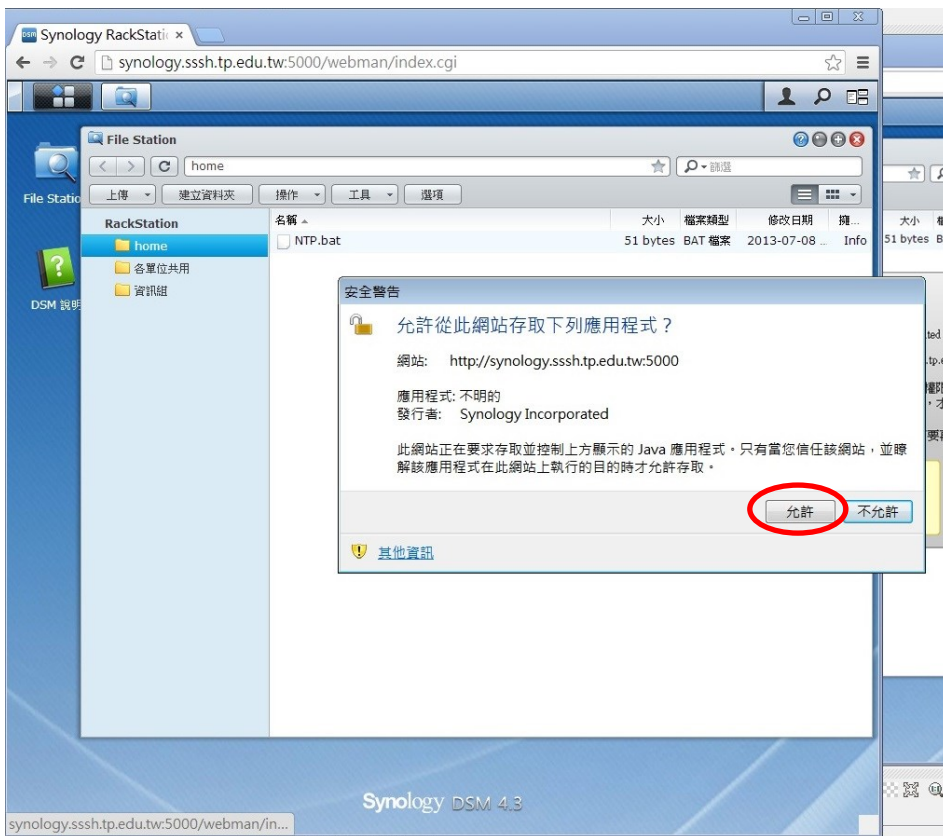 Synology RackStatio
synology.sssh.tp.edu.tw:5000/webman/index.cgi
File Station
home
篩選
上傳 建立資料夾 操作 工具 選項
RackStation
home
各單位共用
資訊組
名稱 大小 檔案類型 修改日期 擁...
NTP.bat 51 bytes BAT 檔案 2013-07-08 ... Info
File Statio
DSM 說明
大小
51 bytes B
安全警告
允許從此網站存取下列應用程式?
網站: http://synology.sssh.tp.edu.tw:5000
應用程式: 不明的
發行者: Synology Incorporated
此網站正在要求存取並控制上方顯示的 Java 應用程式。只有當您信任該網站,並瞭
解該應用程式在此網站上執行的目的時才允許存取。
允許 不允許
其他資訊
ted
.tp.e
Synology DSM 4.3
synology.sssh.tp.edu.tw:5000/webman/in...